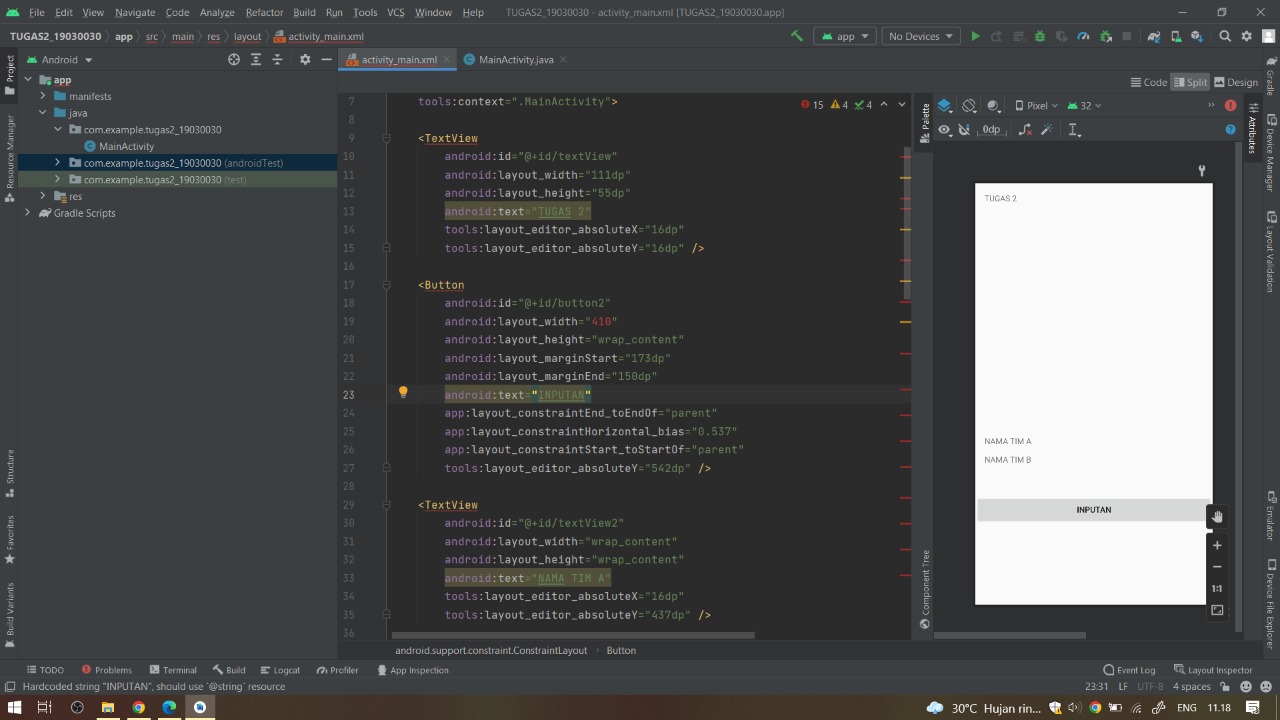 File Edit View Navigate Code Analyze Refactor Build Run Tools VCS Window Help TUGAS2_19030030 - activity_main.xml [TUGAS2_19030030.app]
TUGAS2_19030030 app src main res layout activity_main.xml app No Devices
Android
activity_main.xml
MainActivity.java
Code Split Design
Project
Resource Manager
Structure
Favorites
Build Variants
app
manifests
java
com.example.tugas2_19030030
MainActivity
com.example.tugas2_19030030 (androidTest)
com.example.tugas2_19030030 (test)
res
Gradle Scripts
15 4 4
7 tools:context=".MainActivity">
8
9 <TextView
10 android:id="@+id/textView"
11 android:layout_width="111dp"
12 android:layout_height="55dp"
13 android:text="TUGAS 2"
14 tools:layout_editor_absoluteX="16dp"
15 tools:layout_editor_absoluteY="16dp" />
16
17 <Button
18 android:id="@+id/button2"
19 android:layout_width="410"
20 android:layout_height="wrap_content"
21 android:layout_marginStart="173dp"
22 android:layout_marginEnd="150dp"
23 android:text="INPUTAN"
24 app:layout_constraintEnd_toEndOf="parent"
25 app:layout_constraintHorizontal_bias="0.537"
26 app:layout_constraintStart_toStartOf="parent"
27 tools:layout_editor_absoluteY="542dp" />
28
29 <TextView
30 android:id="@+id/textView2"
31 android:layout_width="wrap_content"
32 android:layout_height="wrap_content"
33 android:text="NAMA TIM A"
34 tools:layout_editor_absoluteX="16dp"
35 tools:layout_editor_absoluteY="437dp" />
36
android.support.constraint.ConstraintLayout Button
Palette
Component Tree
Pixel 32
0dp
TUGAS 2
NAMA TIM A
NAMA TIM B
INPUTAN
1:1
Attributes
Gradle
Device Manager
Layout Validation
Emulator
Device File Explorer
TODO Problems Terminal Build Logcat Profiler App Inspection Event Log Layout Inspector
Hardcoded string "INPUTAN", should use `@string` resource 23:31 LF UTF-8 4 spaces
30°C Hujan rin... ENG 11.18